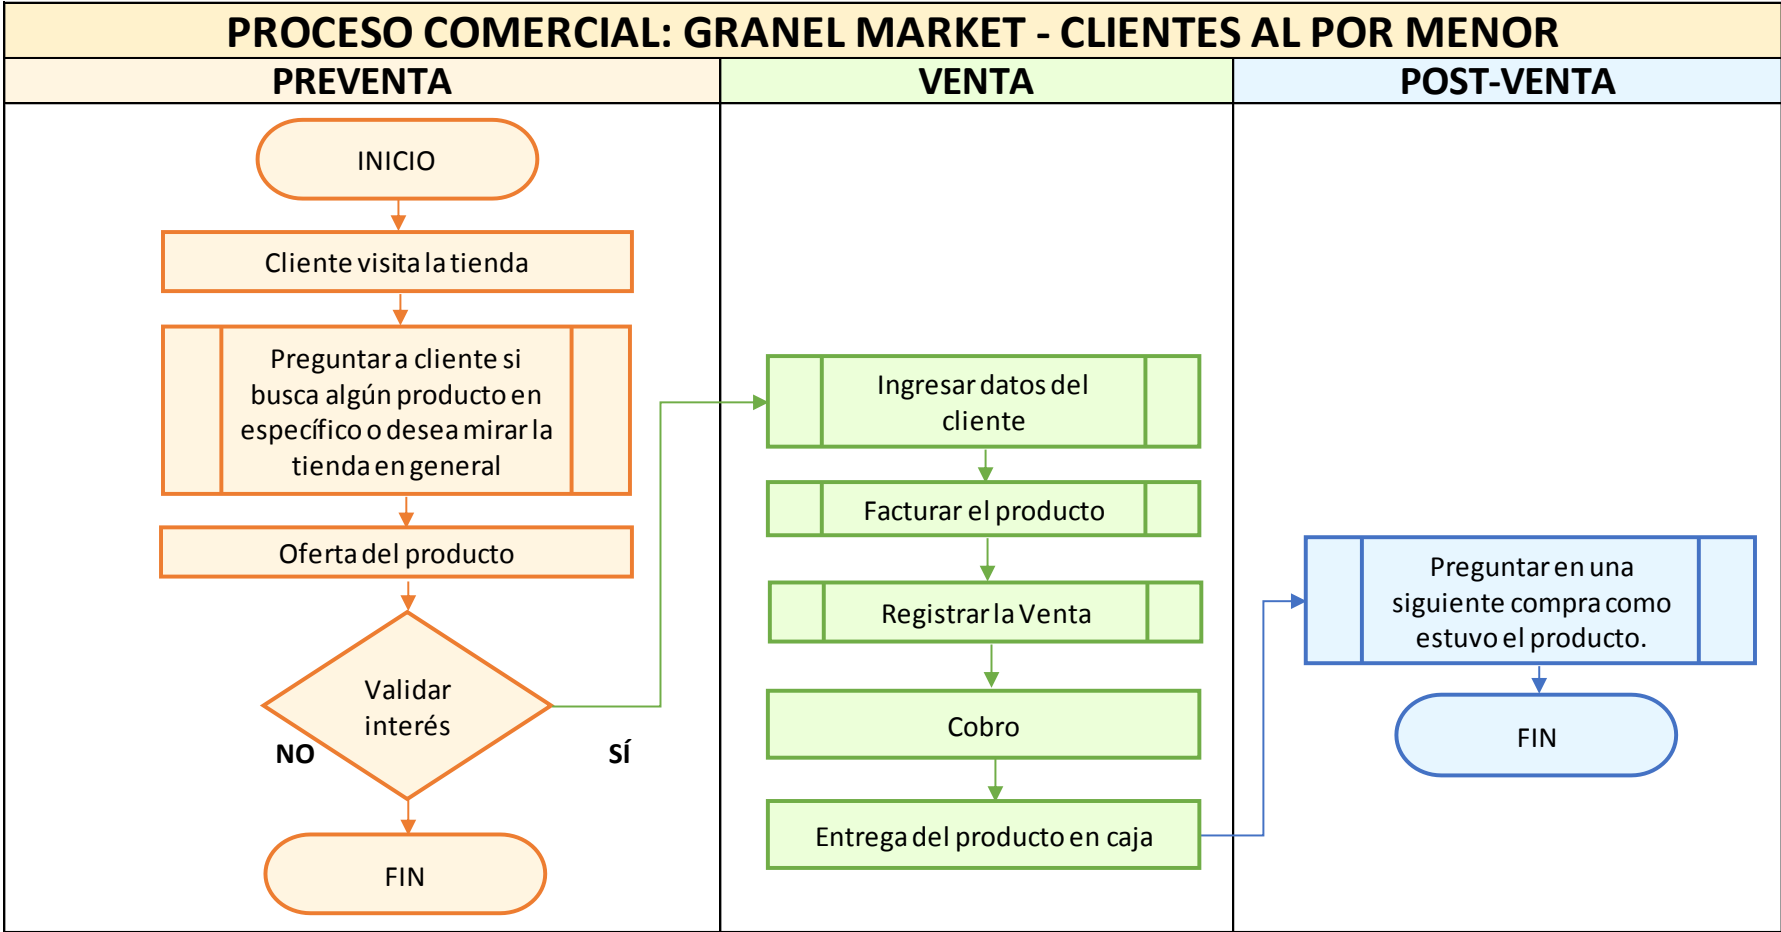 PROCESO COMERCIAL: GRANEL MARKET - CLIENTES AL POR MENOR
PREVENTA
VENTA
POST-VENTA
INICIO
Cliente visita la tienda
Preguntar a cliente si
busca algún producto en
específico o desea mirar la
tienda en general
Oferta del producto
Validar
interés
NO
SÍ
FIN
Ingresar datos del
cliente
Facturar el producto
Registrar la Venta
Cobro
Entrega del producto en caja
Preguntar en una
siguiente compra como
estuvo el producto.
FIN